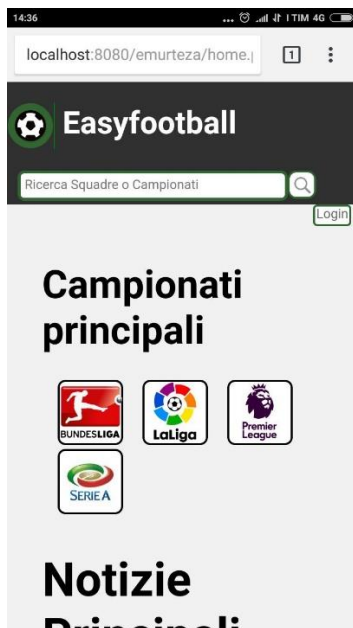 14:36 ... I TIM 4G
localhost:8080/emurteza/home.p 1
Easyfootball
Ricerca Squadre o Campionati
Login
Campionati
principali
BUNDESLIGA LaLiga Premier League
SERIE A
Notizie
Principali